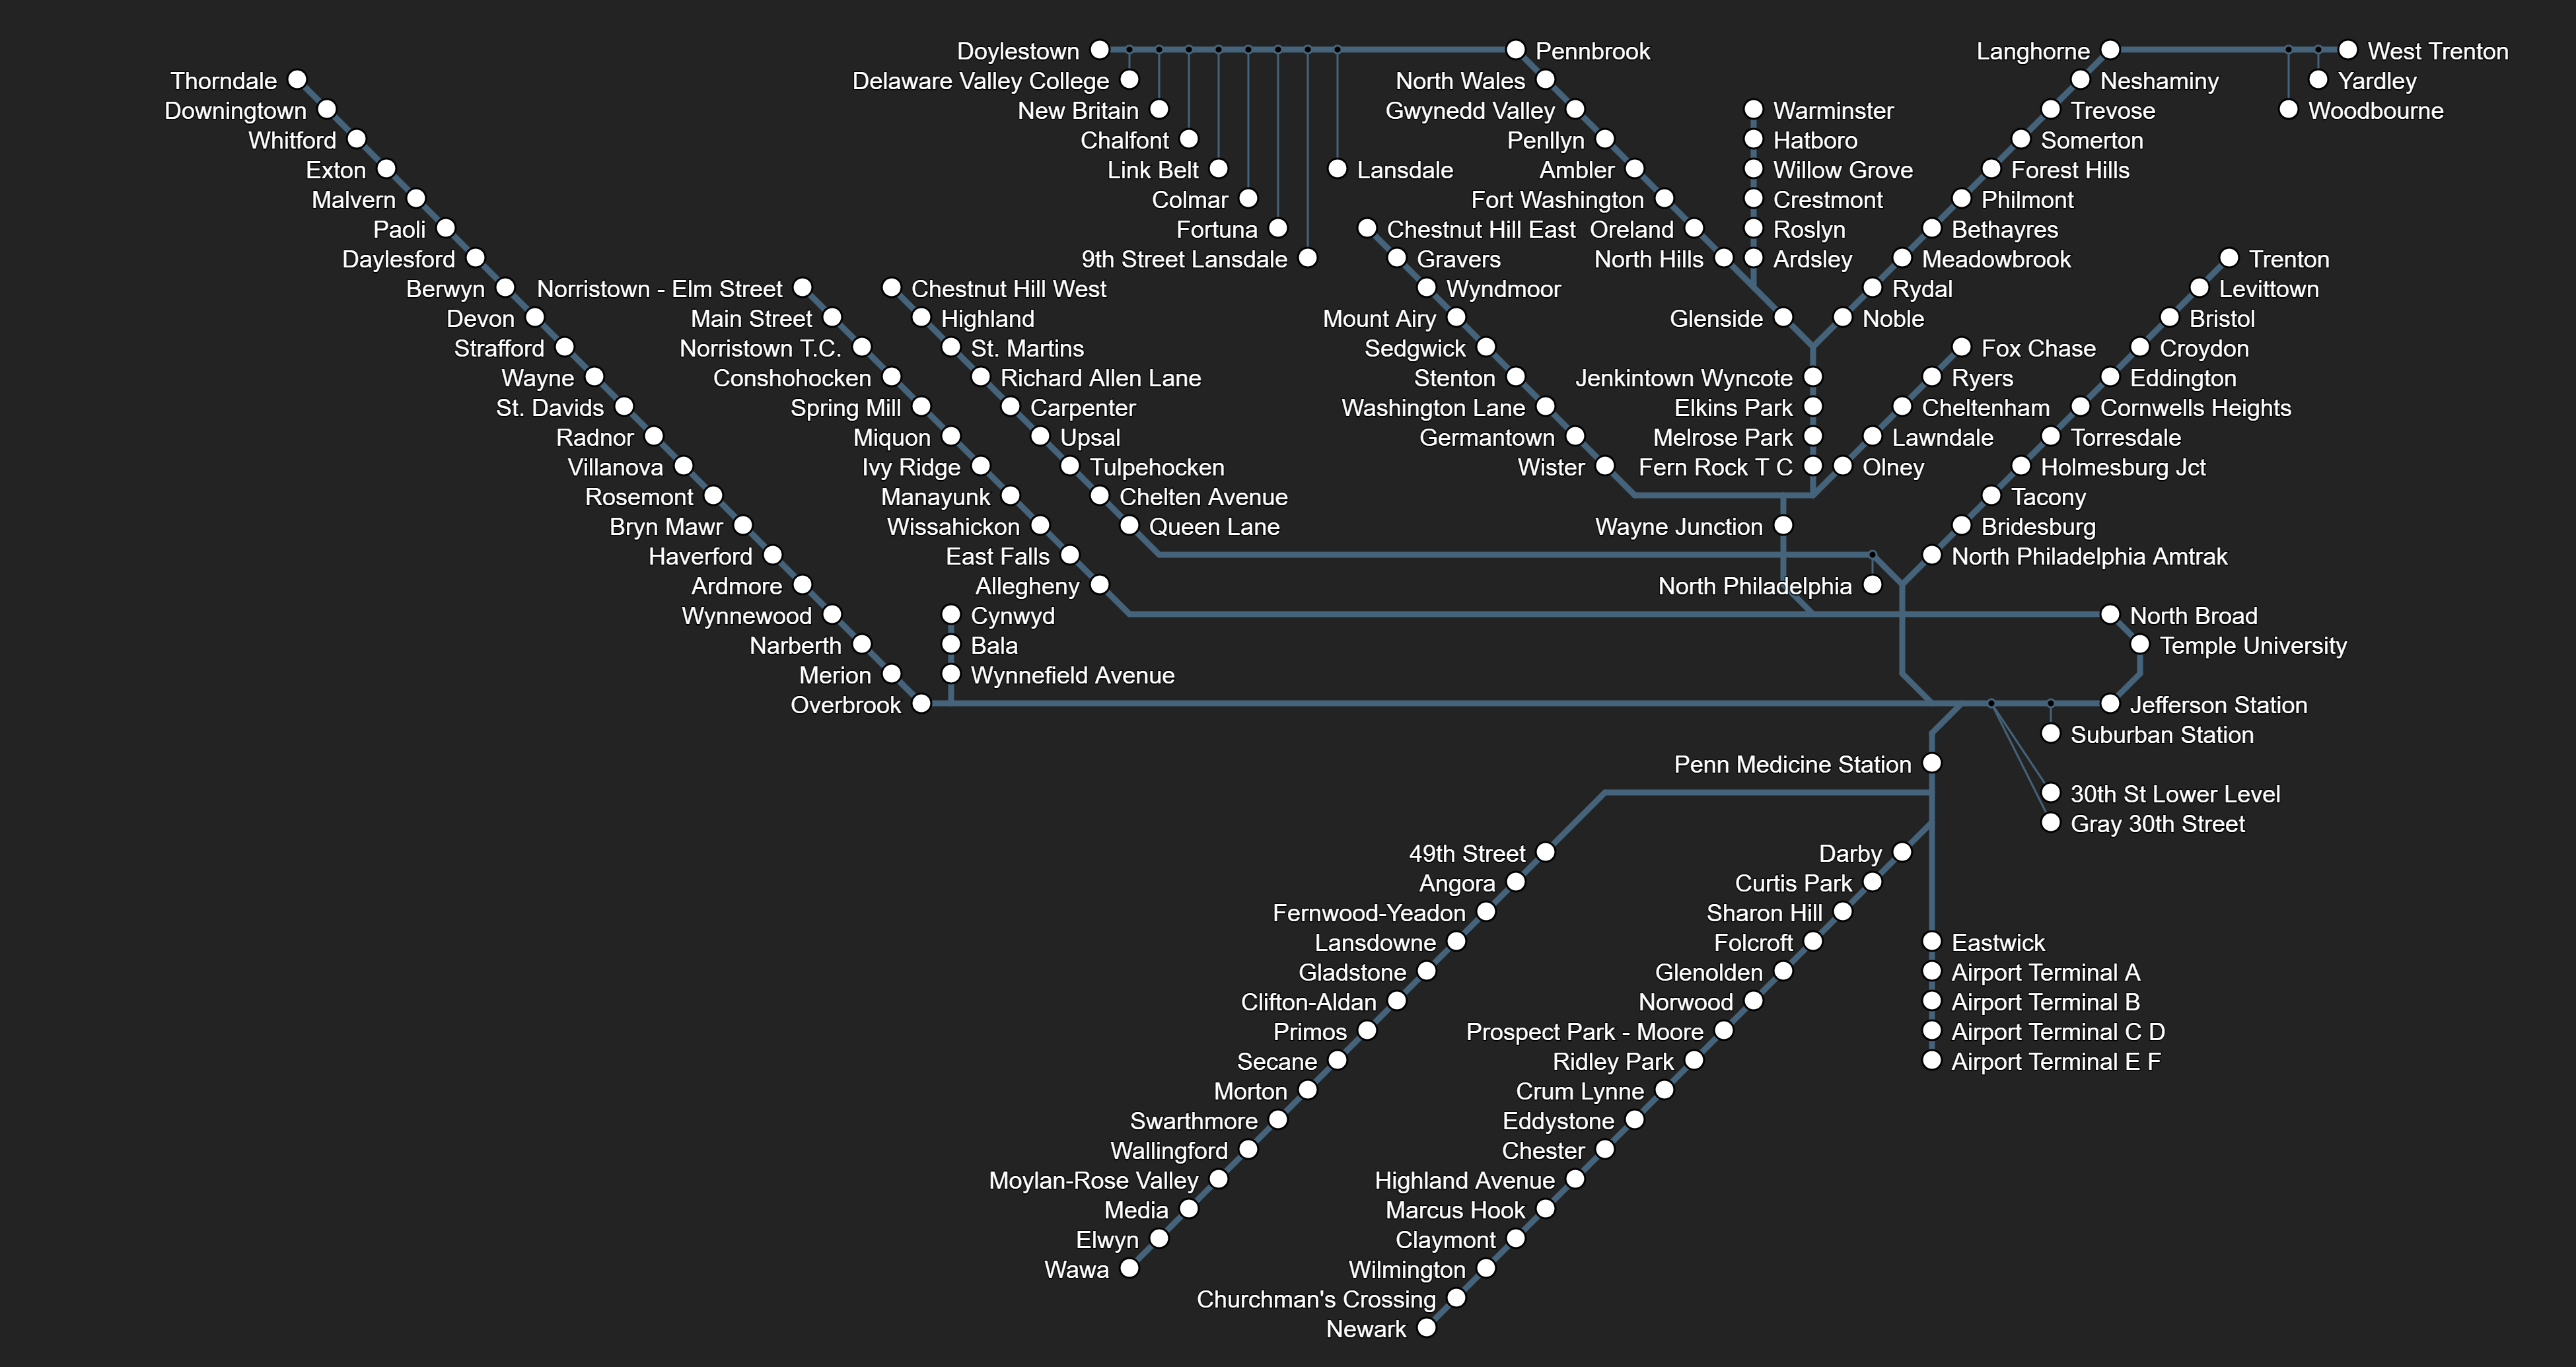 Doylestown
Pennbrook
Langhorne
West Trenton
Thorndale
Delaware Valley College
North Wales
Neshaminy
Yardley
Downingtown
New Britain
Gwynedd Valley
Warminster
Trevose
Woodbourne
Whitford
Chalfont
Penllyn
Hatboro
Somerton
Exton
Link Belt
Lansdale
Ambler
Willow Grove
Forest Hills
Malvern
Colmar
Fort Washington
Crestmont
Philmont
Paoli
Fortuna
Chestnut Hill East
Oreland
Roslyn
Bethayres
Daylesford
9th Street Lansdale
Gravers
North Hills
Ardsley
Meadowbrook
Trenton
Berwyn
Norristown - Elm Street
Chestnut Hill West
Wyndmoor
Rydal
Levittown
Devon
Main Street
Highland
Mount Airy
Glenside
Noble
Bristol
Strafford
Norristown T.C.
St. Martins
Sedgwick
Fox Chase
Croydon
Wayne
Conshohocken
Richard Allen Lane
Stenton
Jenkintown Wyncote
Ryers
Eddington
St. Davids
Spring Mill
Carpenter
Washington Lane
Elkins Park
Cheltenham
Cornwells Heights
Radnor
Miquon
Upsal
Germantown
Melrose Park
Lawndale
Torresdale
Villanova
Ivy Ridge
Tulpehocken
Wister
Fern Rock T C
Olney
Holmesburg Jct
Rosemont
Manayunk
Chelten Avenue
Tacony
Bryn Mawr
Wissahickon
Queen Lane
Wayne Junction
Bridesburg
Haverford
East Falls
North Philadelphia Amtrak
Ardmore
Allegheny
North Philadelphia
Wynnewood
Cynwyd
North Broad
Narberth
Bala
Temple University
Merion
Wynnefield Avenue
Overbrook
Jefferson Station
Suburban Station
Penn Medicine Station
30th St Lower Level
Gray 30th Street
49th Street
Darby
Angora
Curtis Park
Fernwood-Yeadon
Sharon Hill
Lansdowne
Folcroft
Eastwick
Gladstone
Glenolden
Airport Terminal A
Clifton-Aldan
Norwood
Airport Terminal B
Primos
Prospect Park - Moore
Airport Terminal C D
Secane
Ridley Park
Airport Terminal E F
Morton
Crum Lynne
Swarthmore
Eddystone
Wallingford
Chester
Moylan-Rose Valley
Highland Avenue
Media
Marcus Hook
Elwyn
Claymont
Wawa
Wilmington
Churchman's Crossing
Newark